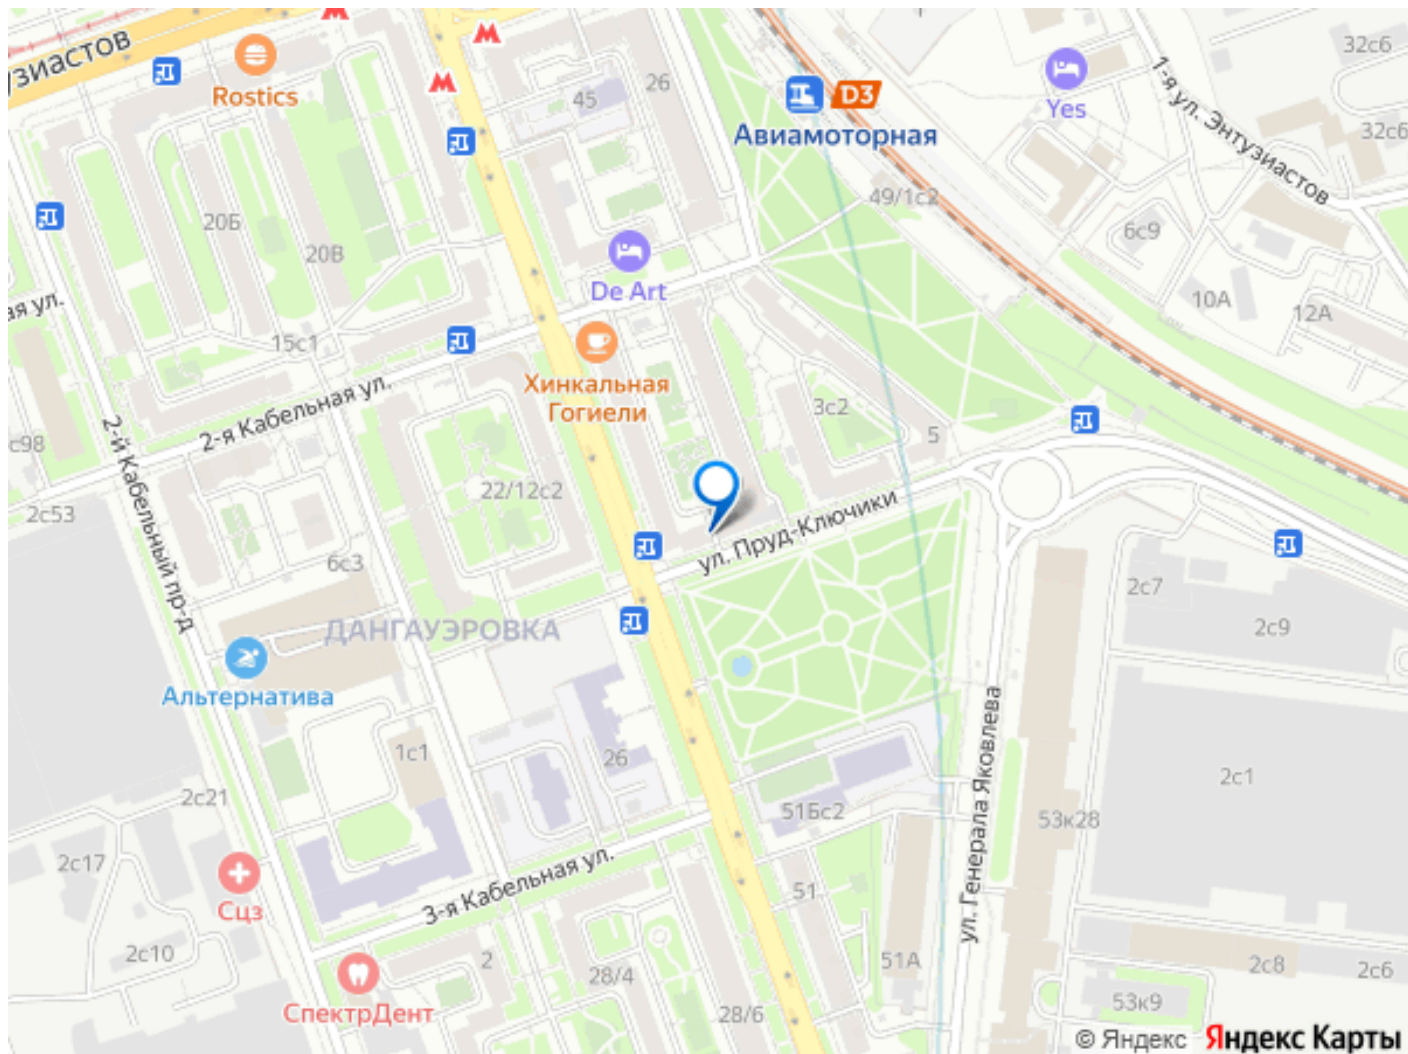 узиастов
Rostics
26
45
D3
Авиамоторная
Yes
32с6
1-я ул. Энтузиастов
32с6
49/1с2
6с9
20Б
20В
De Art
10А
12А
ая ул.
15с1
Хинкальная
Гогиели
2-я Кабельная ул.
3с2
5
с98
2-й Кабельный пр-д
22/12с2
2с53
ул. Пруд-Ключики
6с3
2с7
ДАНГАУЭРОВКА
2с9
Альтернатива
1с1
26
ул. Генерала Яковлева
2с1
2с21
51Бс2
53к28
2с17
3-я Кабельная ул.
51
Сцз
2с10
2
28/4
51А
2с8
2с6
СпектрДент
28/6
53к9
© Яндекс Яндекс Карты